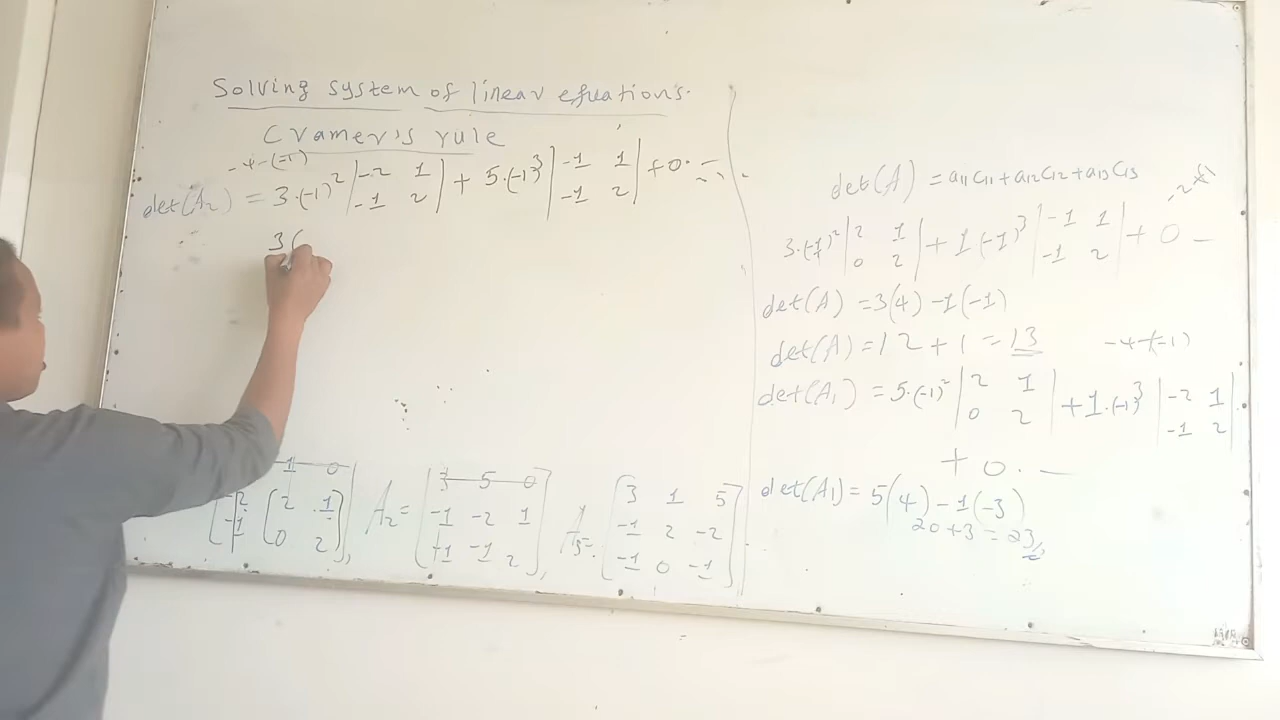 Solving system of linear equations.
Cramer's rule
-4-(-1)
det(A₂) = 3·(-1)² |-2 1; -1 2| + 5·(-1)³ |-1 1; -1 2| + 0·
3(
A₂ = [3 5 0; -1 -2 1; -1 -1 2],
A₃ = [3 1 5; -1 2 -2; -1 0 -1]
det(A) = a₁₁C₁₁+a₁₂C₁₂+a₁₃C₁₃
-2+1
3·(-1)² |2 1; 0 2| + 1(-1)³ |-1 1; -1 2| + 0
det(A) = 3(4) -1(-1)
det(A) = 12 + 1 = 13
-4-(-1)
det(A₁) = 5·(-1)² |2 1; 0 2| + 1·(-1)³ |-2 1; -1 2|
+ 0·
det(A₁) = 5(4) - 1(-3)
20 + 3 = 23